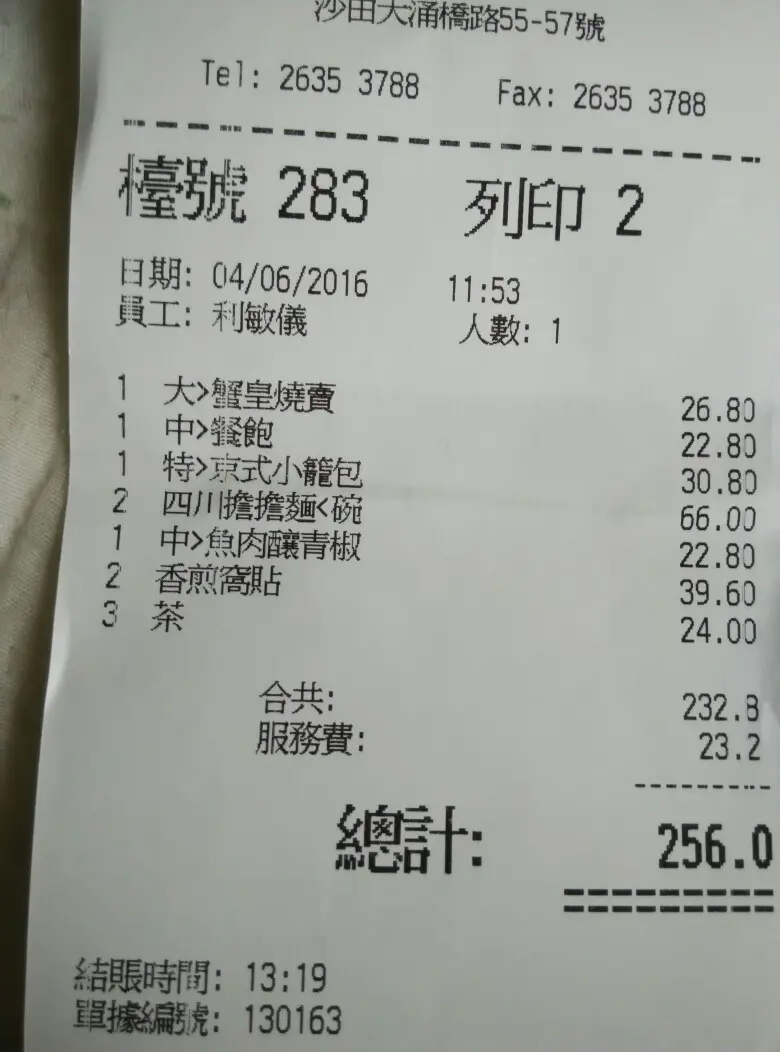 沙田大涌橋路55-57號
Tel: 2635 3788 Fax: 2635 3788
檯號 283 列印 2
日期: 04/06/2016 11:53
員工: 利敏儀 人數: 1
1 大>蟹皇燒賣 26.80
1 中>餐飽 22.80
1 特>京式小籠包 30.80
2 四川擔擔麵<碗 66.00
1 中>魚肉釀青椒 22.80
2 香煎窩貼 39.60
3 茶 24.00
合共: 232.8
服務費: 23.2
總計: 256.0
結賬時間: 13:19
單據編號: 130163